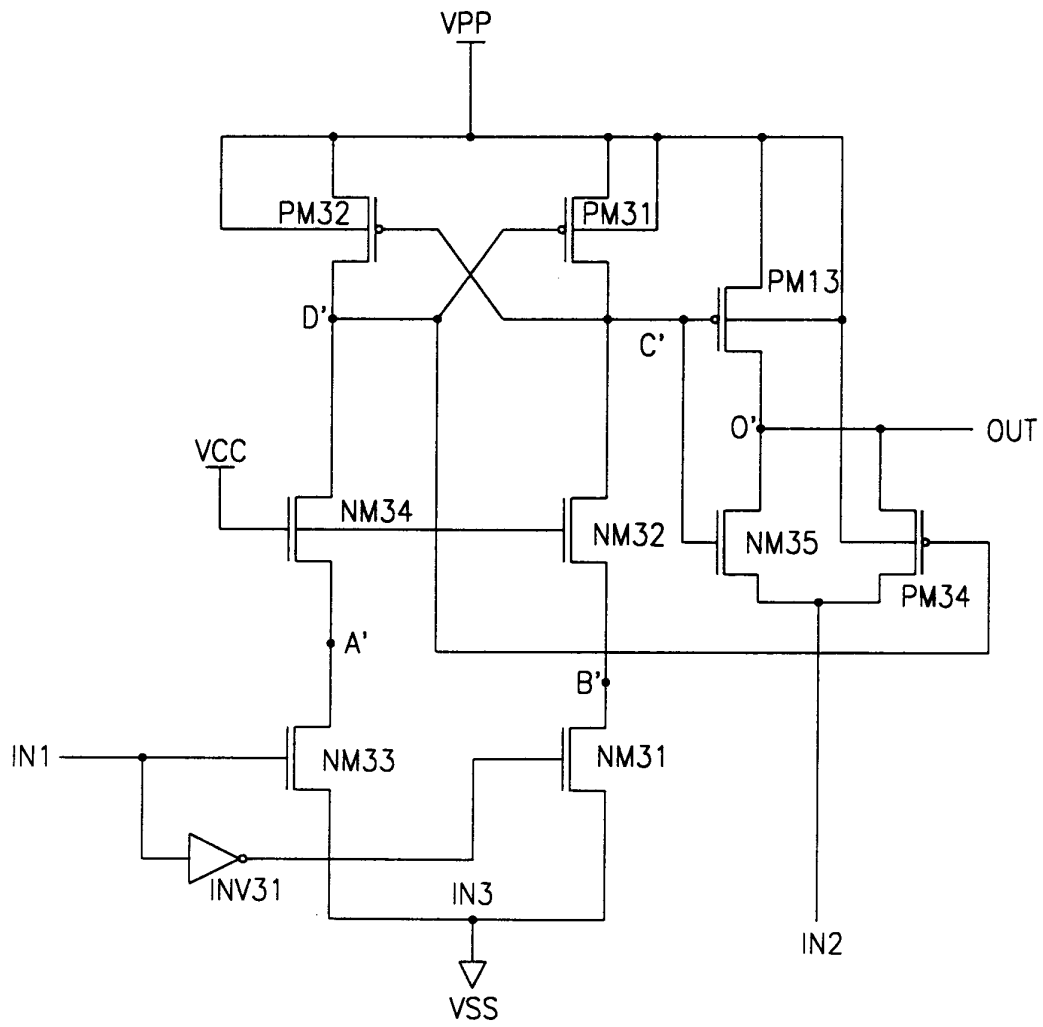 VPP
PM32
PM31
PM13
D'
C'
O'
OUT
VCC
NM34
NM32
NM35
PM34
A'
B'
IN1
NM33
NM31
INV31
IN3
IN2
VSS